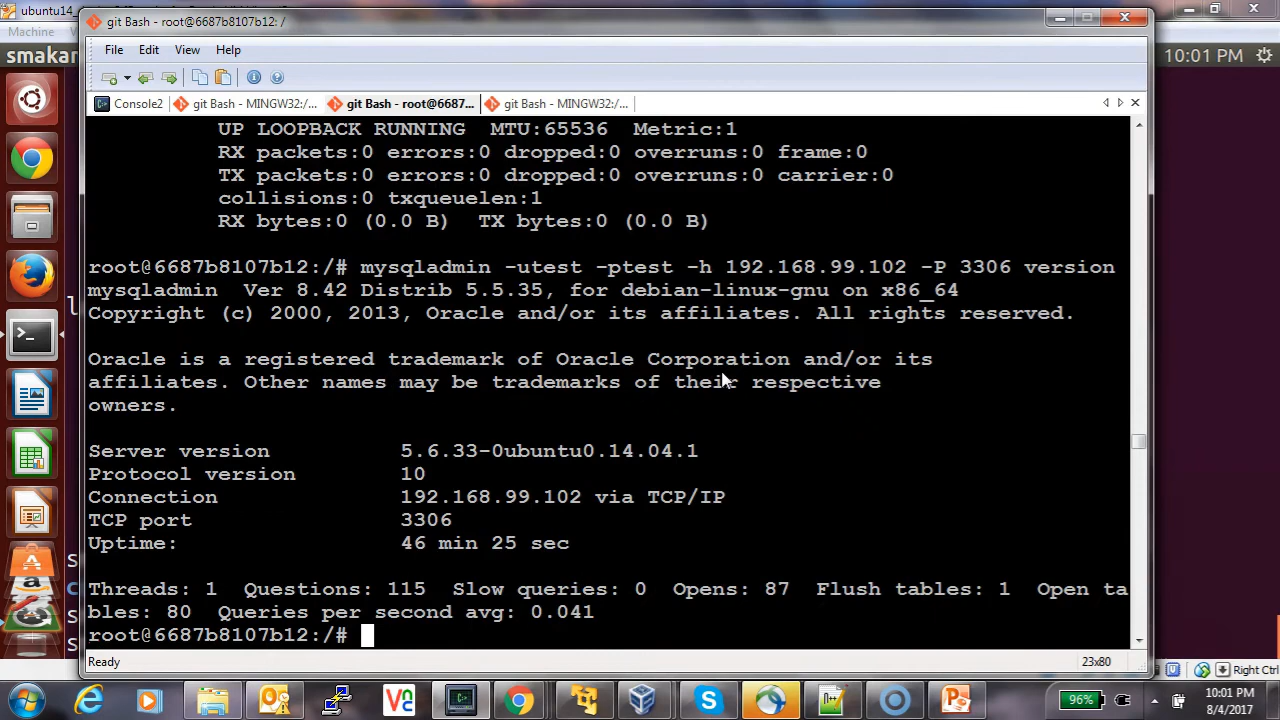 ubuntu14_
git Bash - root@6687b8107b12: /
Machine
smakar
10:01 PM
File Edit View Help
Console2
git Bash - MINGW32:/...
git Bash - root@6687...
git Bash - MINGW32:/...
UP LOOPBACK RUNNING MTU:65536 Metric:1
RX packets:0 errors:0 dropped:0 overruns:0 frame:0
TX packets:0 errors:0 dropped:0 overruns:0 carrier:0
collisions:0 txqueuelen:1
RX bytes:0 (0.0 B) TX bytes:0 (0.0 B)
root@6687b8107b12:/# mysqladmin -utest -ptest -h 192.168.99.102 -P 3306 version
mysqladmin Ver 8.42 Distrib 5.5.35, for debian-linux-gnu on x86_64
Copyright (c) 2000, 2013, Oracle and/or its affiliates. All rights reserved.
Oracle is a registered trademark of Oracle Corporation and/or its
affiliates. Other names may be trademarks of their respective
owners.
Server version 5.6.33-0ubuntu0.14.04.1
Protocol version 10
Connection 192.168.99.102 via TCP/IP
TCP port 3306
Uptime: 46 min 25 sec
Threads: 1 Questions: 115 Slow queries: 0 Opens: 87 Flush tables: 1 Open ta
bles: 80 Queries per second avg: 0.041
root@6687b8107b12:/#
Ready
23x80
Right Ctrl
96%
10:01 PM
8/4/2017